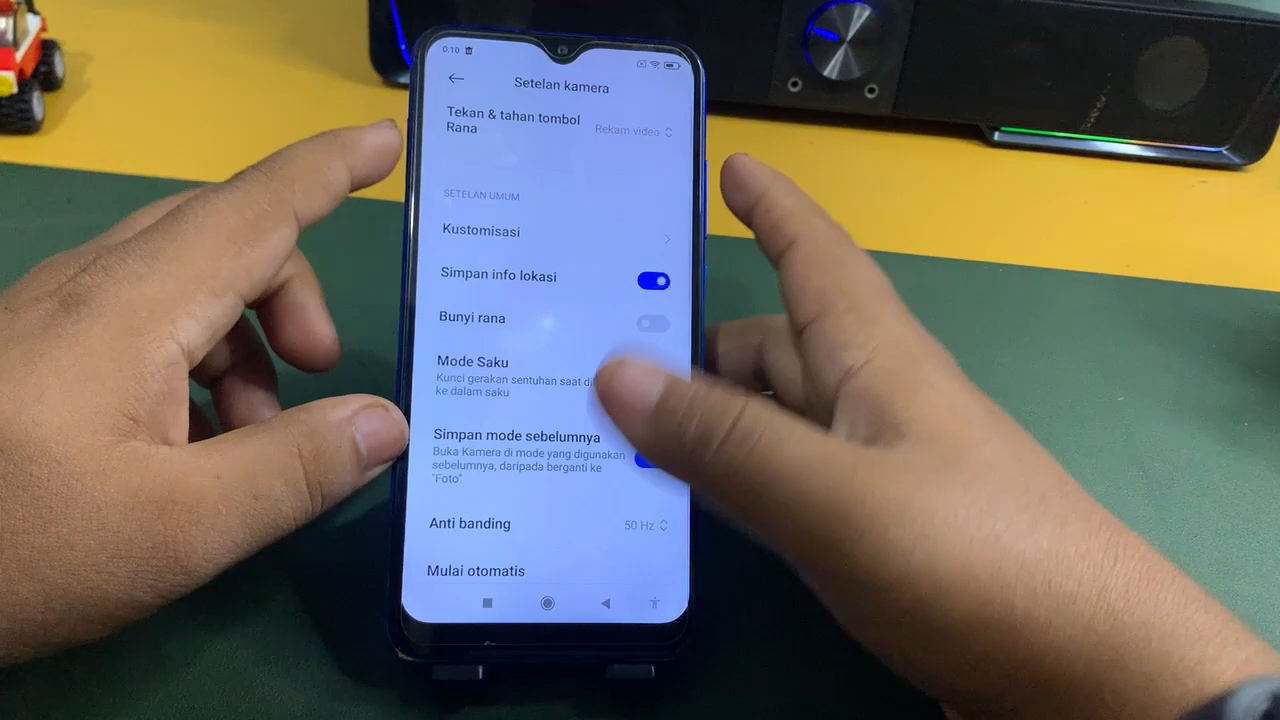 0:10
Setelan kamera
Tekan & tahan tombol
Rana
Rekam video
SETELAN UMUM
Kustomisasi
Simpan info lokasi
Bunyi rana
Mode Saku
Kunci gerakan sentuhan saat
ke dalam saku
Simpan mode sebelumnya
Buka Kamera di mode yang digunakan
sebelumnya, daripada berganti ke
"Foto"
Anti banding
50 Hz
Mulai otomatis